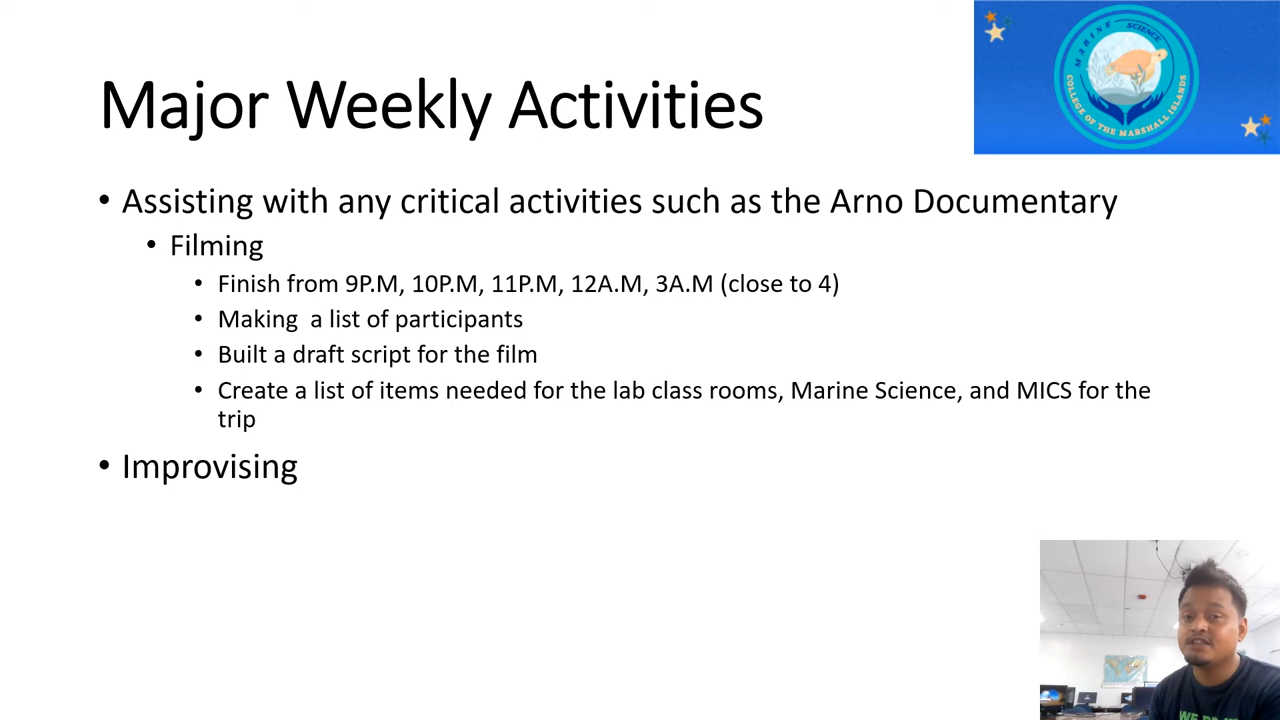 MARINE SCIENCE
COLLEGE OF THE MARSHALL ISLANDS
Major Weekly Activities
• Assisting with any critical activities such as the Arno Documentary
• Filming
• Finish from 9P.M, 10P.M, 11P.M, 12A.M, 3A.M (close to 4)
• Making  a list of participants
• Built a draft script for the film
• Create a list of items needed for the lab class rooms, Marine Science, and MICS for the
trip
• Improvising